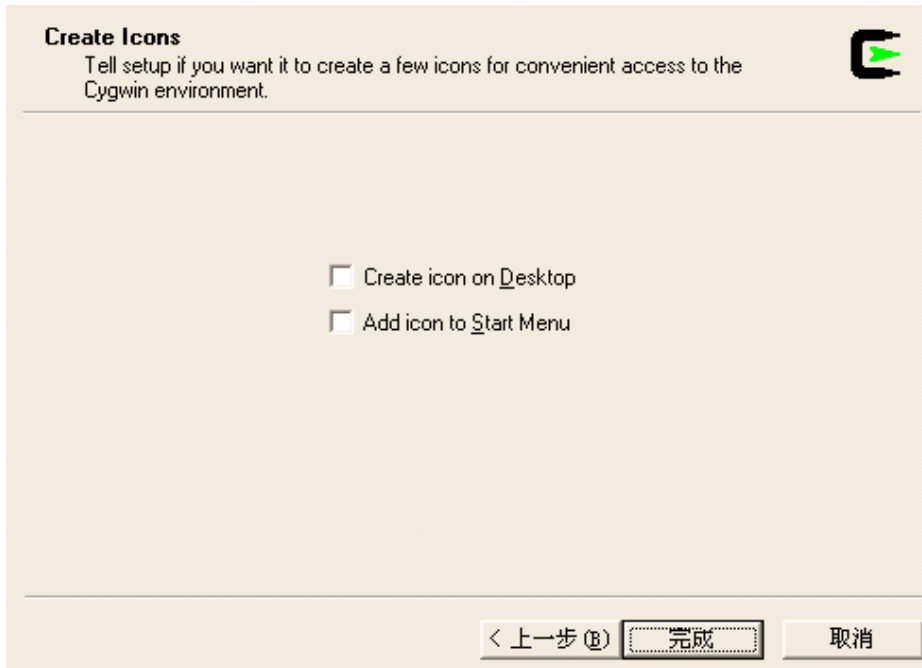 Create Icons
Tell setup if you want it to create a few icons for convenient access to the
Cygwin environment.
Create icon on Desktop
Add icon to Start Menu
< 上一步(B) 完成 取消